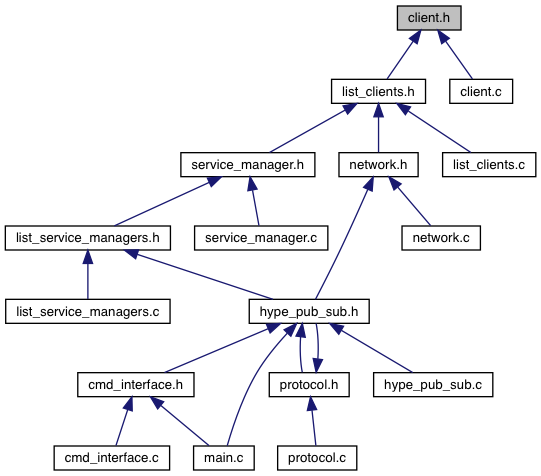 client.h
list_clients.h
client.c
service_manager.h
network.h
list_clients.c
list_service_managers.h
service_manager.c
network.c
list_service_managers.c
hype_pub_sub.h
cmd_interface.h
protocol.h
hype_pub_sub.c
cmd_interface.c
main.c
protocol.c